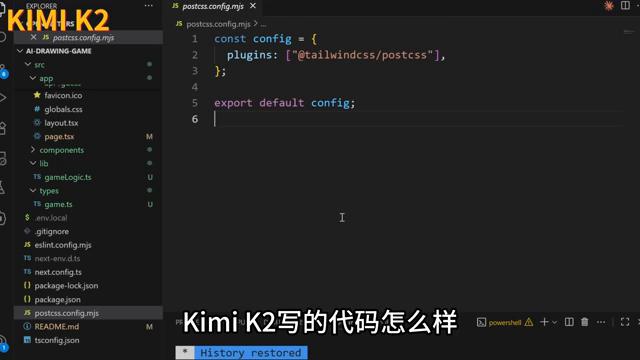 KIMI K2
postcss.config.mjs
AI-DRAWING-GAME
src
app
favicon.ico
globals.css
layout.tsx
page.tsx M
components
lib
gameLogic.ts U
types
game.ts U
.env.local
.gitignore
JS eslint.config.mjs
TS next-env.d.ts
TS next.config.ts
{} package-lock.json
{} package.json
JS postcss.config.mjs
README.md M
tsconfig.json
postcss.config.mjs
JS postcss.config.mjs > ...
1 const config = {
2 plugins: ["@tailwindcss/postcss"],
3 };
4
5 export default config;
6
Kimi K2写的代码怎么样
powershell
* History restored